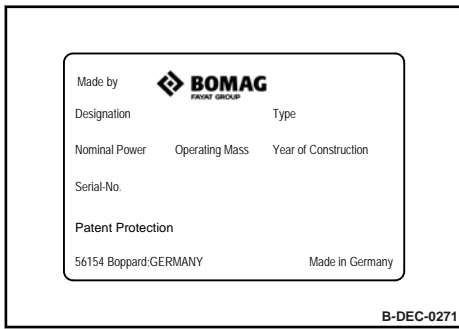 Made by BOMAG
FAYAT GROUP
Designation Type
Nominal Power Operating Mass Year of Construction
Serial-No.
Patent Protection
56154 Boppard;GERMANY Made in Germany
B-DEC-0271